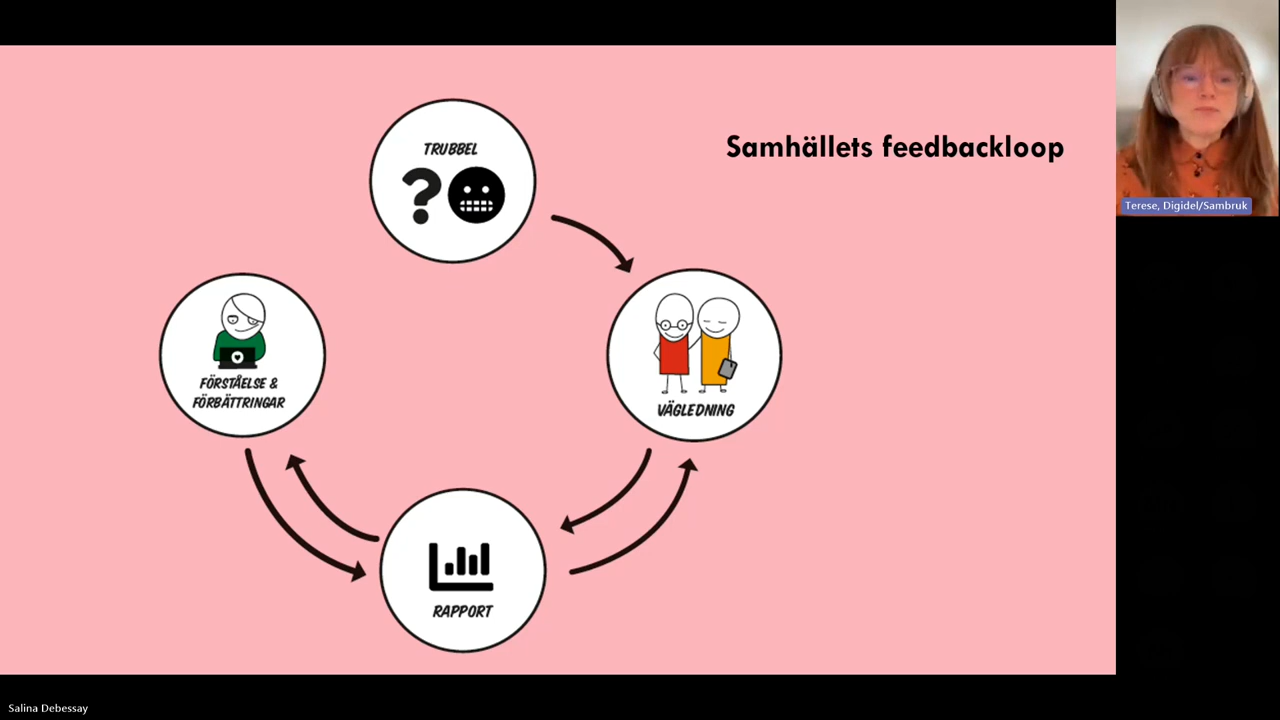 Samhällets feedbackloop
TRUBBEL
?
VÄGLEDNING
FÖRSTÅELSE &
FÖRBÄTTRINGAR
RAPPORT
Terese, Digidel/Sambruk
Salina Debessay